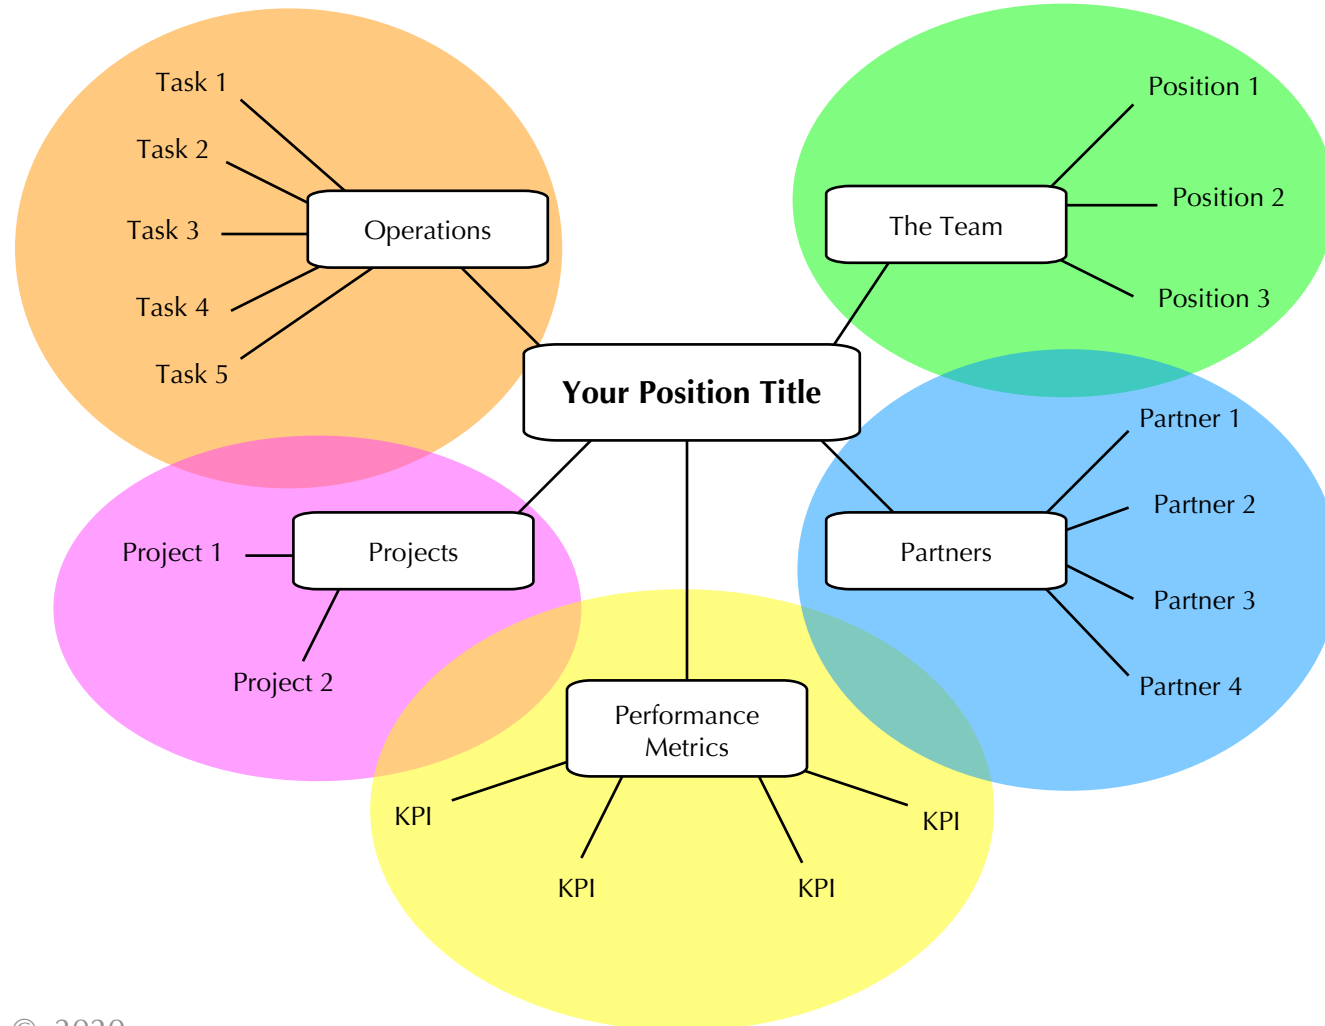 Task 1
Task 2
Task 3
Task 4
Task 5
Operations
Position 1
Position 2
Position 3
The Team
Your Position Title
Project 1
Project 2
Projects
Partner 1
Partner 2
Partner 3
Partner 4
Partners
Performance
Metrics
KPI
KPI
KPI
KPI
© 2020